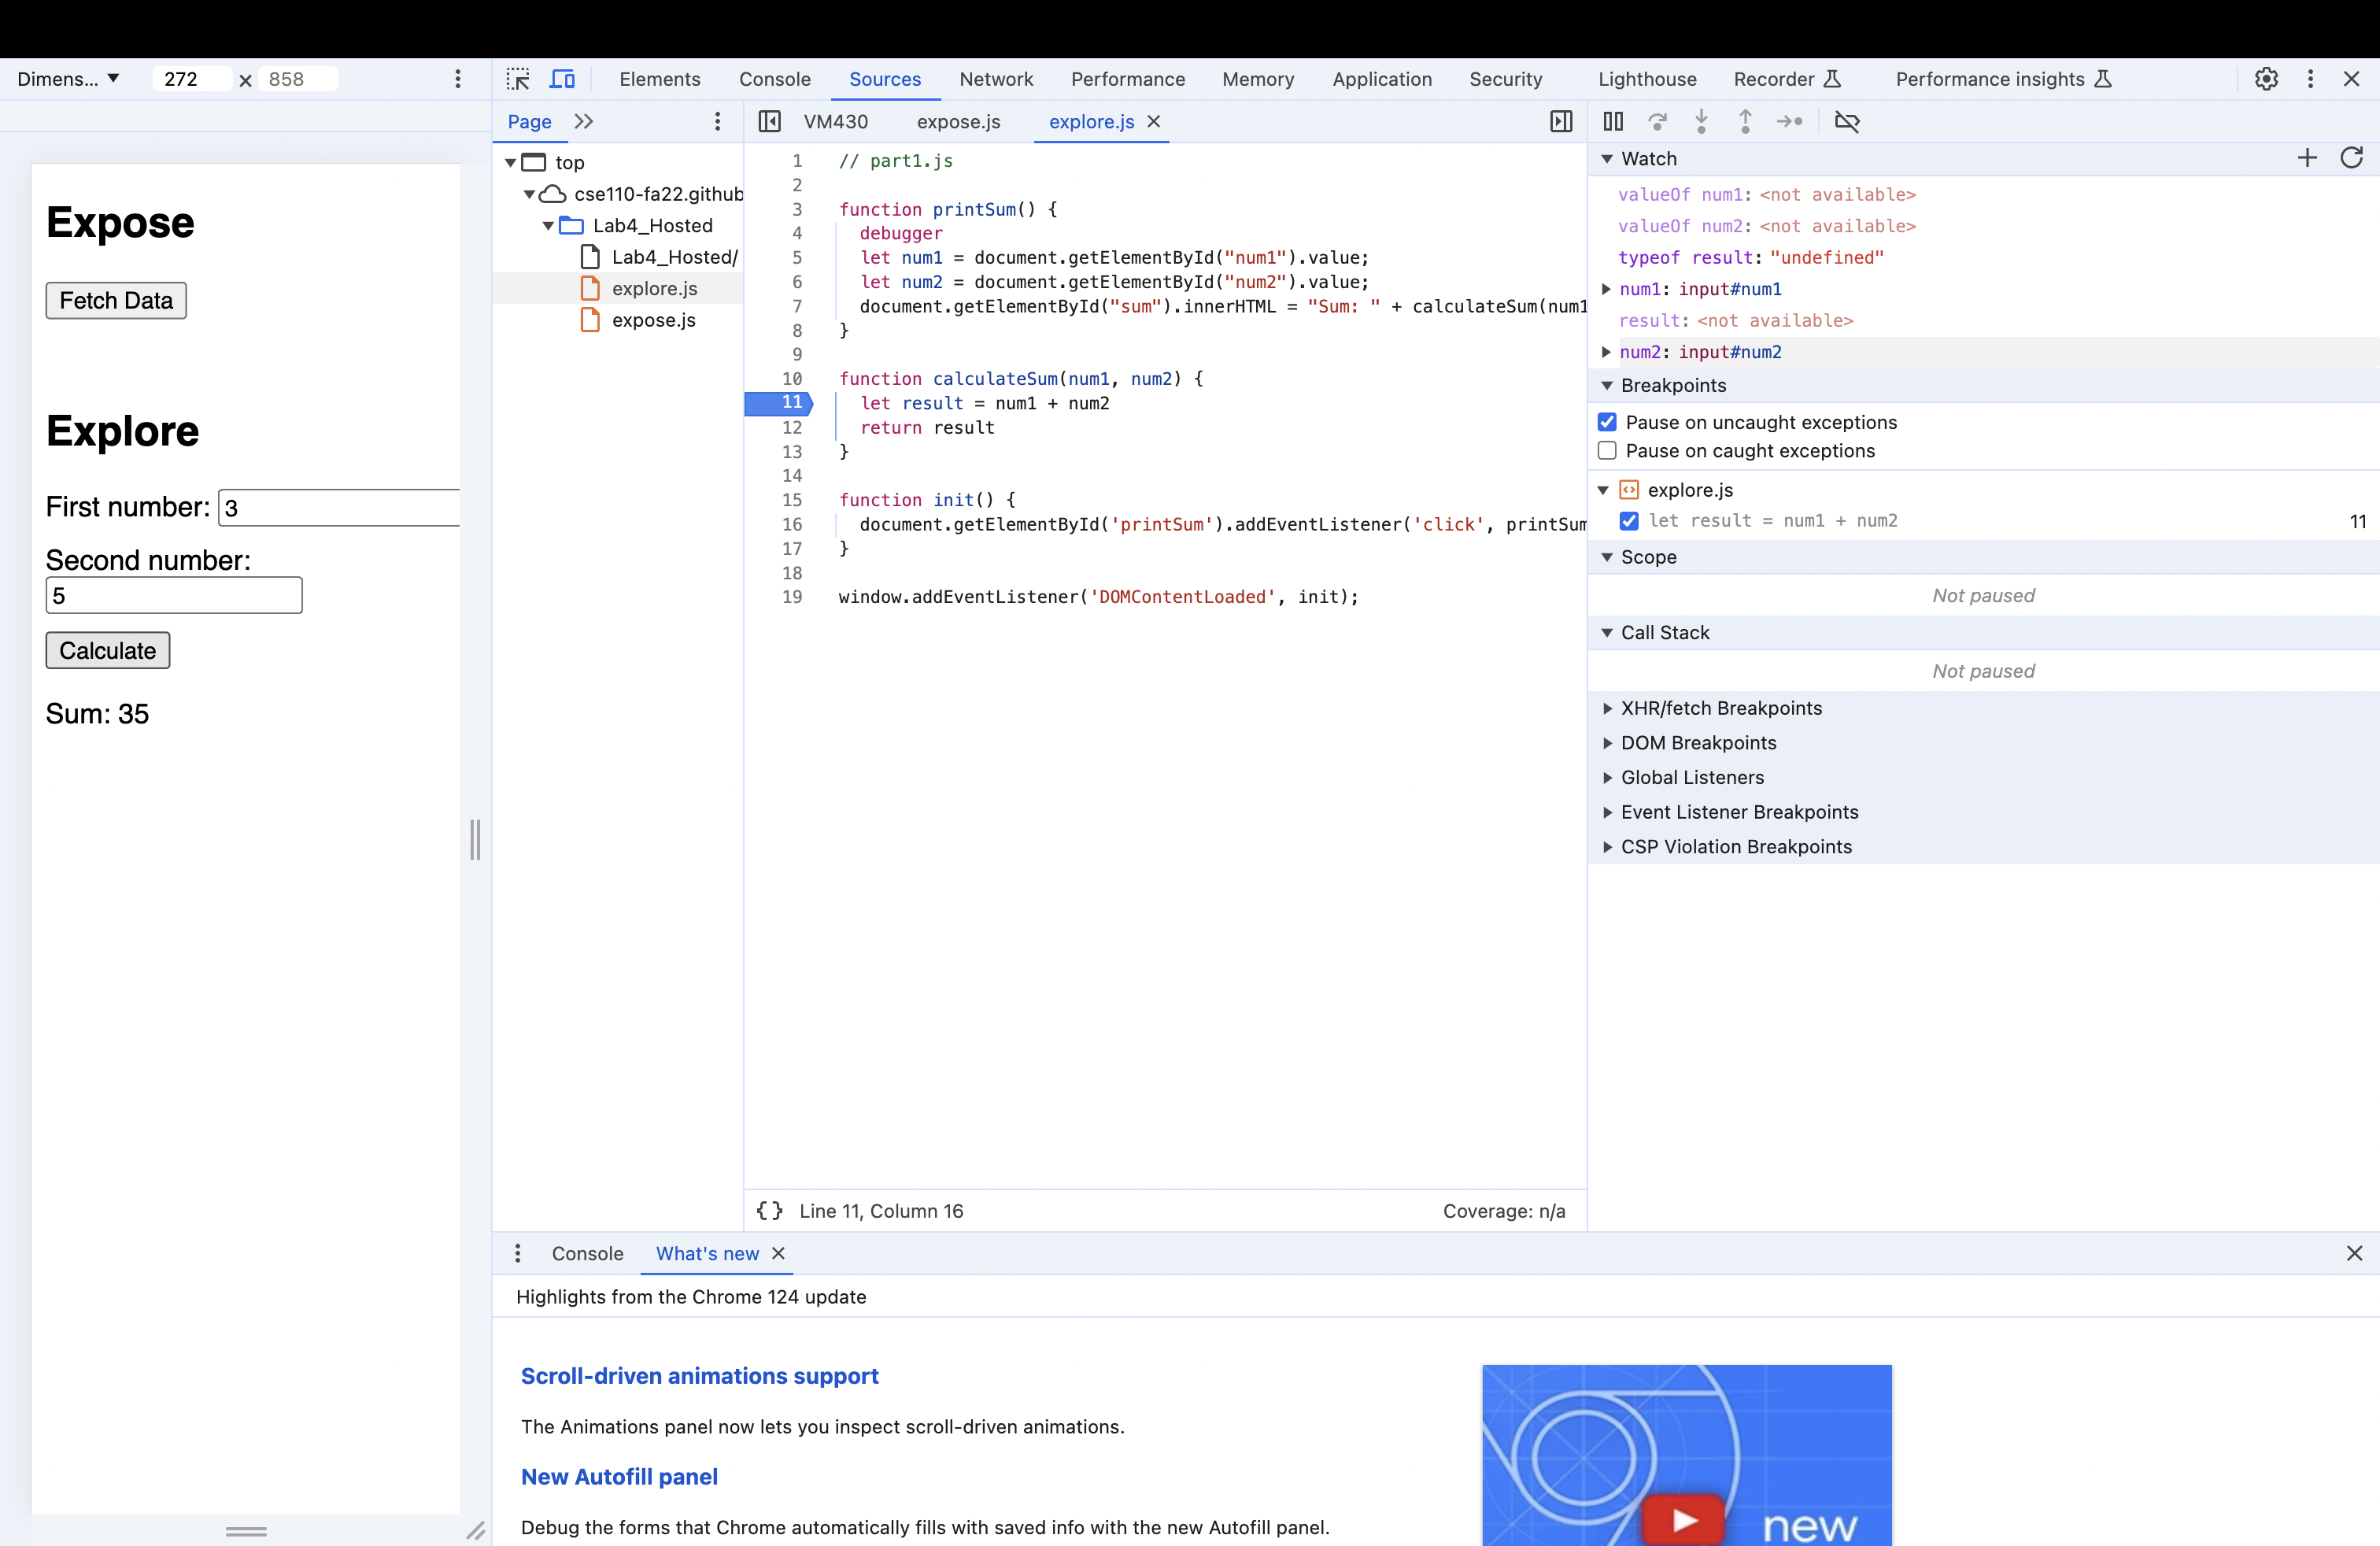 Dimens... ▼ 272 × 858
Elements Console Sources Network Performance Memory Application Security Lighthouse Recorder Performance insights
Page
top
cse110-fa22.github
Lab4_Hosted
Lab4_Hosted/
explore.js
expose.js
Expose
Fetch Data
Explore
First number: 3
Second number:
5
Calculate
Sum: 35
VM430 expose.js explore.js
1 // part1.js
2
3 function printSum() {
4 debugger
5 let num1 = document.getElementById("num1").value;
6 let num2 = document.getElementById("num2").value;
7 document.getElementById("sum").innerHTML = "Sum: " + calculateSum(num1
8 }
9
10 function calculateSum(num1, num2) {
11 let result = num1 + num2
12 return result
13 }
14
15 function init() {
16 document.getElementById('printSum').addEventListener('click', printSum
17 }
18
19 window.addEventListener('DOMContentLoaded', init);
{ } Line 11, Column 16 Coverage: n/a
Watch
valueOf num1: <not available>
valueOf num2: <not available>
typeof result: "undefined"
num1: input#num1
result: <not available>
num2: input#num2
Breakpoints
Pause on uncaught exceptions
Pause on caught exceptions
explore.js
let result = num1 + num2 11
Scope
Not paused
Call Stack
Not paused
XHR/fetch Breakpoints
DOM Breakpoints
Global Listeners
Event Listener Breakpoints
CSP Violation Breakpoints
Console What's new
Highlights from the Chrome 124 update
Scroll-driven animations support
The Animations panel now lets you inspect scroll-driven animations.
New Autofill panel
Debug the forms that Chrome automatically fills with saved info with the new Autofill panel.
new